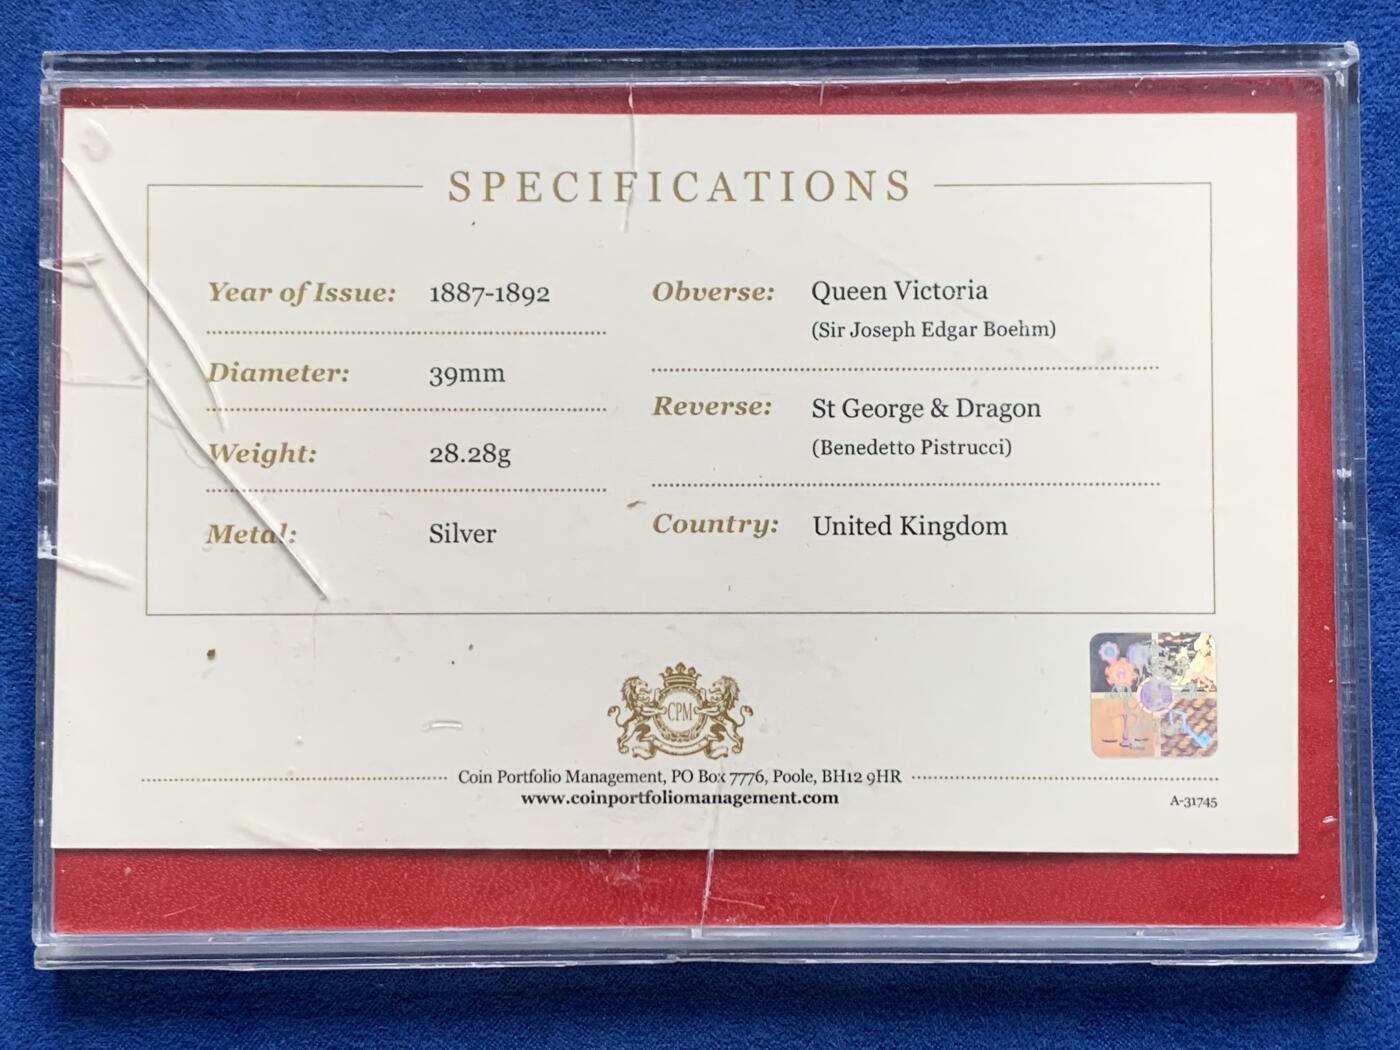 SPECIFICATIONS
Year of Issue: 1887-1892
Diameter: 39mm
Weight: 28.28g
Metal: Silver
Obverse: Queen Victoria
(Sir Joseph Edgar Boehm)
Reverse: St George & Dragon
(Benedetto Pistrucci)
Country: United Kingdom
CPM
Coin Portfolio Management, PO Box 7776, Poole, BH12 9HR
www.coinportfoliomanagement.com
A-31745